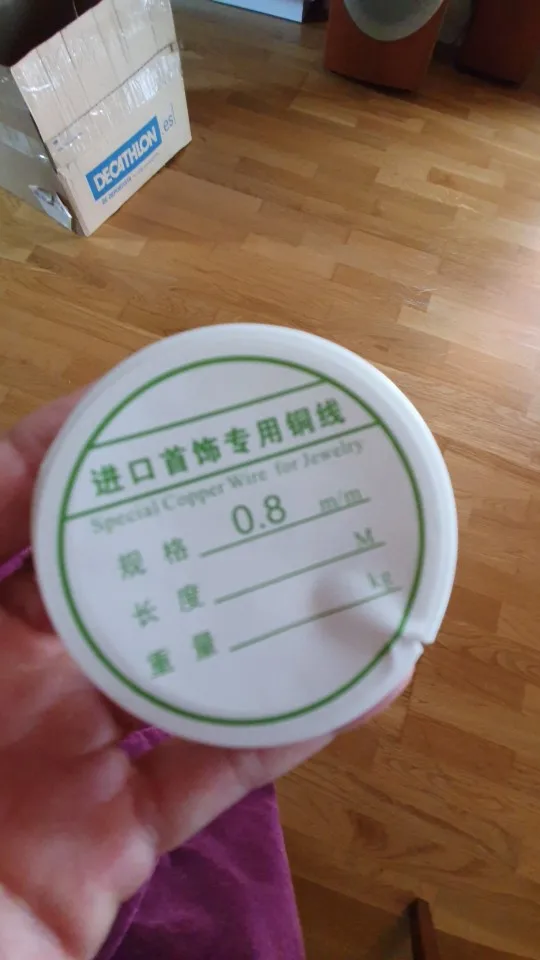 DECATHLON es!
进口首饰专用铜线
Special Copper Wire for Jewelry
规格 0.8 m/m
长度 M
重量 kg